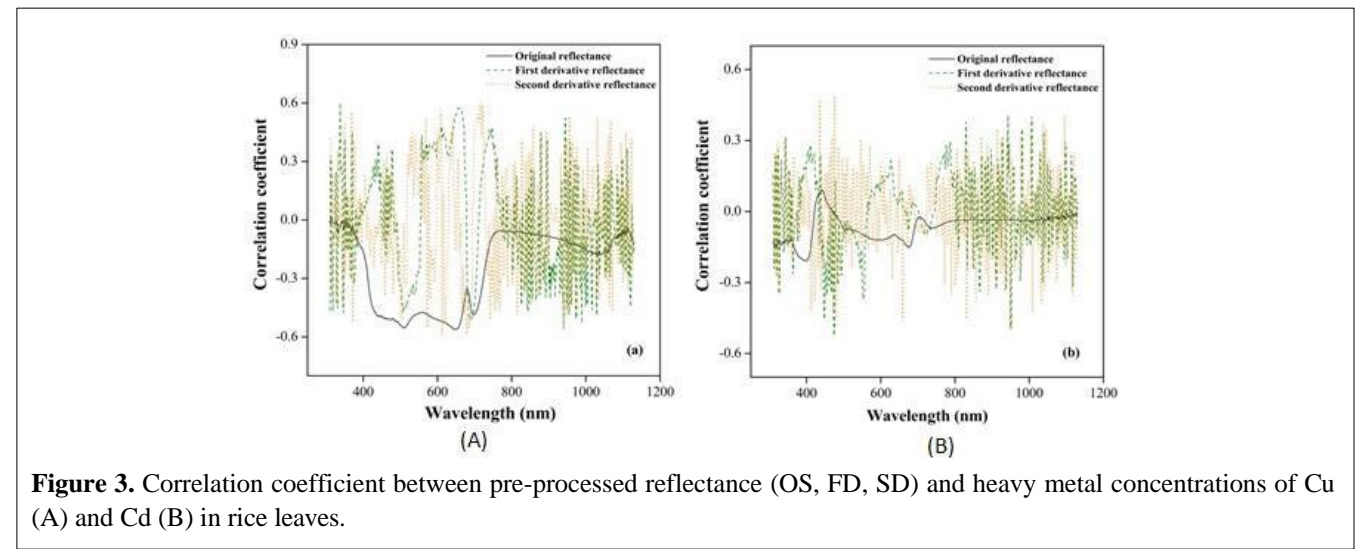 0.9
0.6
0.3
0.0
-0.3
-0.6
Correlation coefficient
Original reflectance
First derivative reflectance
Second derivative reflectance
(a)
400 600 800 1000 1200
Wavelength (nm)
(A)
0.6
0.3
0.0
-0.3
-0.6
Correlation coefficient
Original reflectance
First derivative reflectance
Second derivative reflectance
(b)
400 600 800 1000 1200
Wavelength (nm)
(B)
Figure 3. Correlation coefficient between pre-processed reflectance (OS, FD, SD) and heavy metal concentrations of Cu
(A) and Cd (B) in rice leaves.